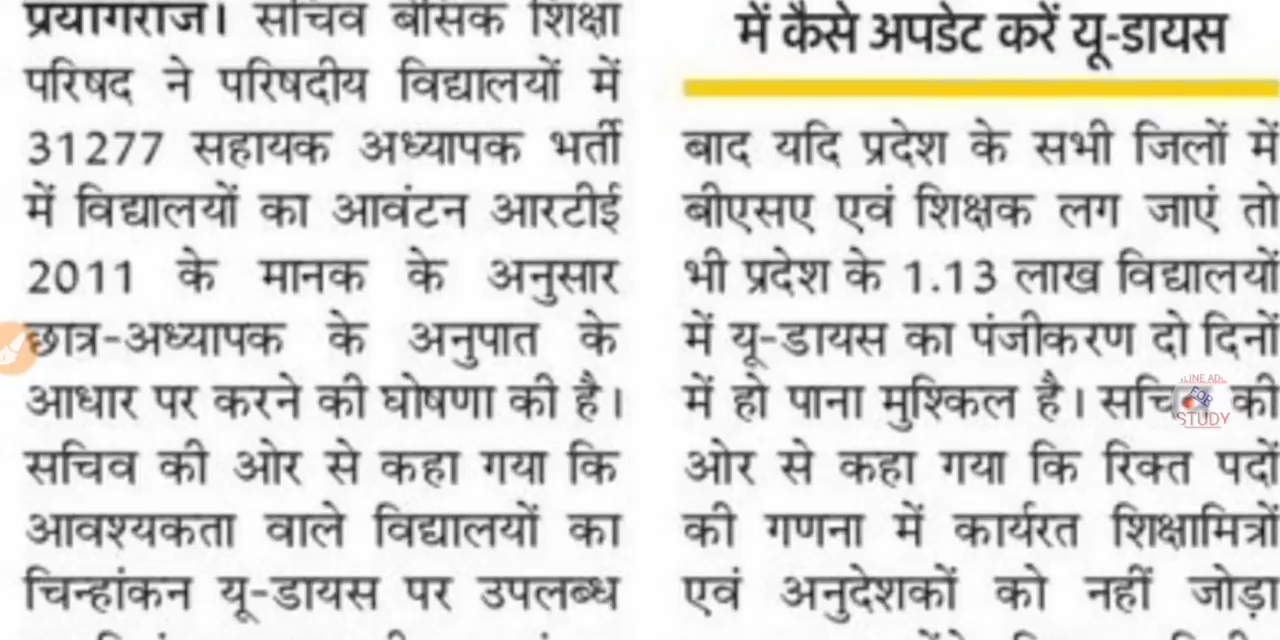 प्रयागराज। सचिव बेसिक शिक्षा
परिषद ने परिषदीय विद्यालयों में
31277 सहायक अध्यापक भर्ती
में विद्यालयों का आवंटन आरटीई
2011 के मानक के अनुसार
छात्र-अध्यापक के अनुपात के
आधार पर करने की घोषणा की है।
सचिव की ओर से कहा गया कि
आवश्यकता वाले विद्यालयों का
चिन्हांकन यू-डायस पर उपलब्ध
में कैसे अपडेट करें यू-डायस
बाद यदि प्रदेश के सभी जिलों में
बीएसए एवं शिक्षक लग जाएं तो
भी प्रदेश के 1.13 लाख विद्यालयों
में यू-डायस का पंजीकरण दो दिनों
में हो पाना मुश्किल है। सचिव की
ओर से कहा गया कि रिक्त पदों
की गणना में कार्यरत शिक्षामित्रों
एवं अनुदेशकों को नहीं जोड़ा
EOB
STUDY